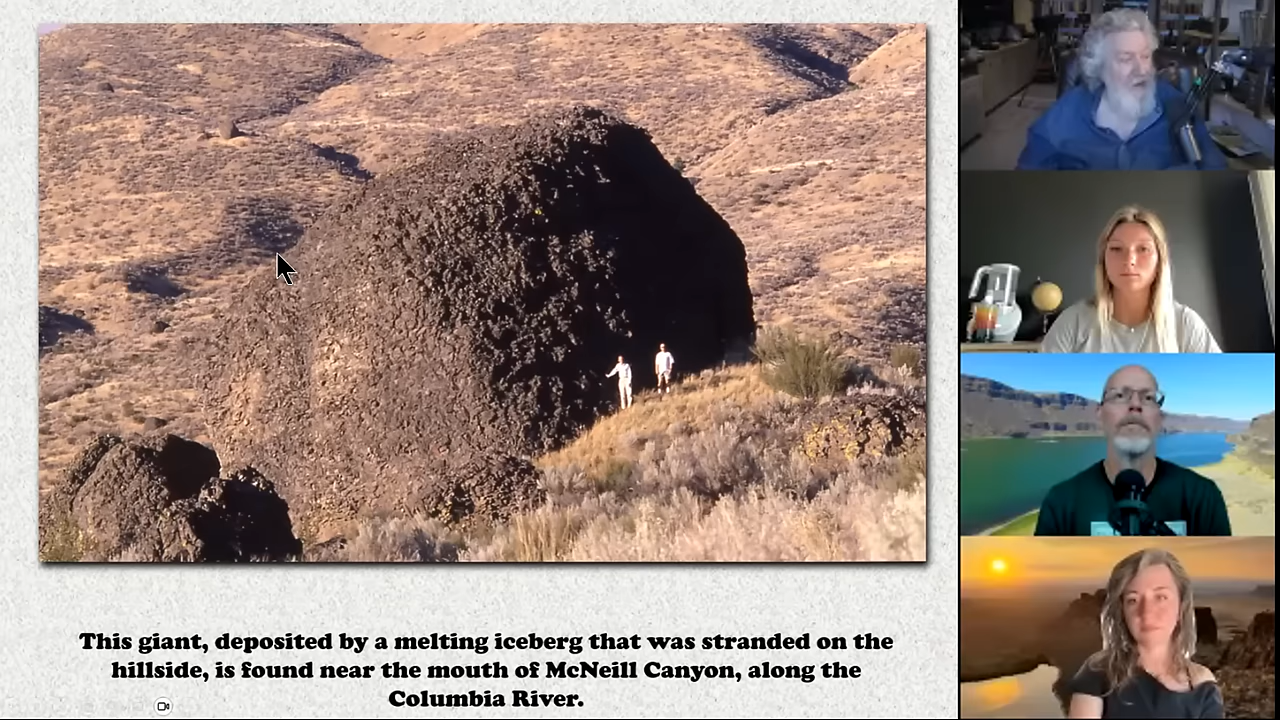 This giant, deposited by a melting iceberg that was stranded on the
hillside, is found near the mouth of McNeill Canyon, along the
Columbia River.